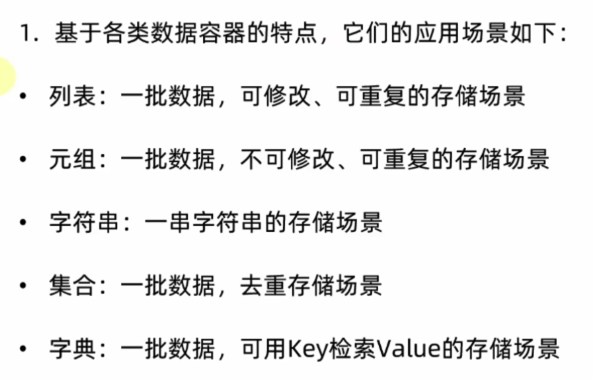 1. 基于各类数据容器的特点，它们的应用场景如下：
• 列表：一批数据，可修改、可重复的存储场景
• 元组：一批数据，不可修改、可重复的存储场景
• 字符串：一串字符串的存储场景
• 集合：一批数据，去重存储场景
• 字典：一批数据，可用Key检索Value的存储场景